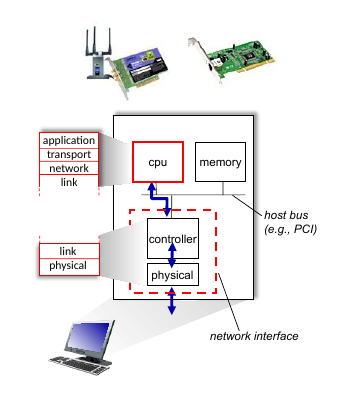 application
transport
network
link
cpu
memory
host bus
(e.g., PCI)
controller
link
physical
physical
network interface